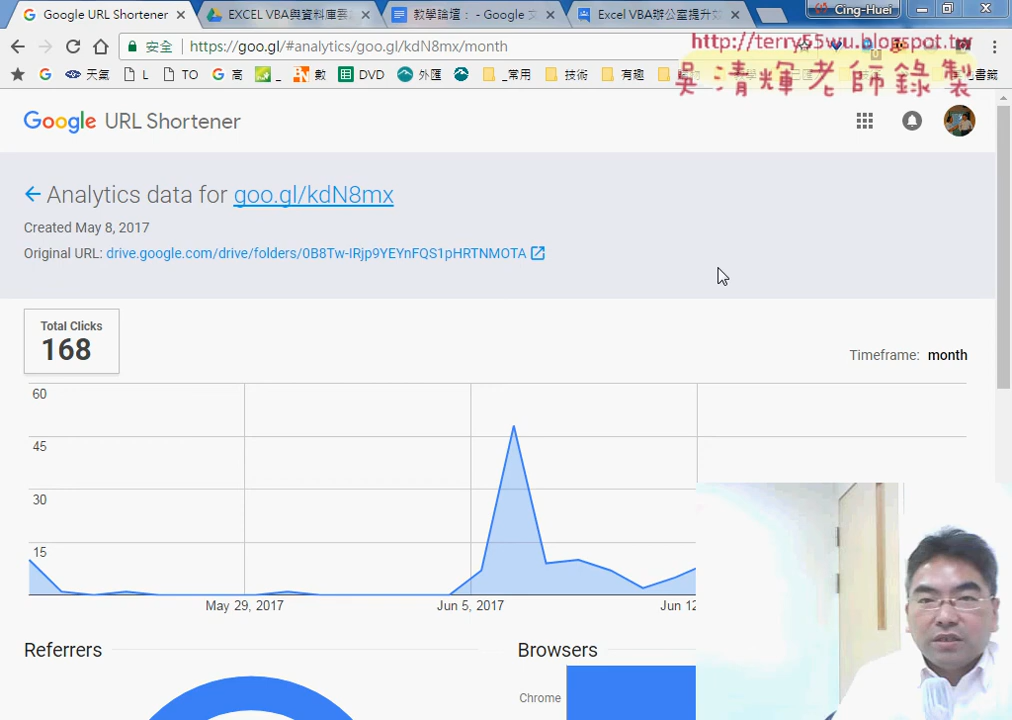 Google URL Shortener
EXCEL VBA與資料庫雲
教學論壇： - Google 文
Excel VBA辦公室提升效
Cing-Huei
安全
https://goo.gl/#analytics/goo.gl/kdN8mx/month
http://terry55wu.blogspot.tw
天氣
L
TO
高
_
數
DVD
外匯
_常用
技術
有趣
吳清輝老師錄製
Google URL Shortener
Analytics data for goo.gl/kdN8mx
Created May 8, 2017
Original URL: drive.google.com/drive/folders/0B8Tw-IRjp9YEYnFQS1pHRTNMOTA
Total Clicks
168
Timeframe: month
60
45
30
15
May 29, 2017
Jun 5, 2017
Jun 12
Referrers
Browsers
Chrome